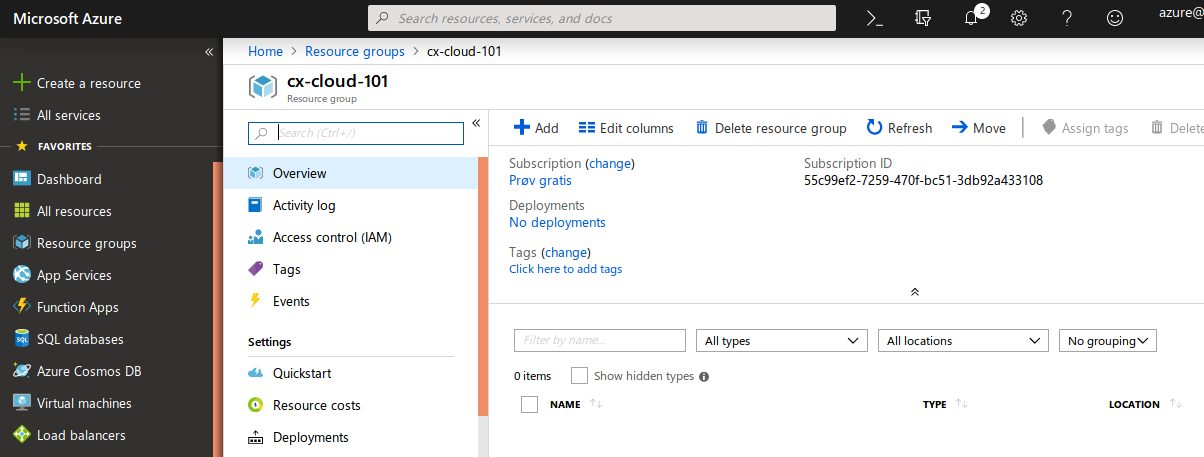 Microsoft Azure
Search resources, services, and docs
2
azure@
Create a resource
All services
FAVORITES
Dashboard
All resources
Resource groups
App Services
Function Apps
SQL databases
Azure Cosmos DB
Virtual machines
Load balancers
Home > Resource groups > cx-cloud-101
cx-cloud-101
Resource group
Search (Ctrl+/)
Overview
Activity log
Access control (IAM)
Tags
Events
Settings
Quickstart
Resource costs
Deployments
Add Edit columns Delete resource group Refresh Move Assign tags Delete
Subscription (change)
Prøv gratis
Subscription ID
55c99ef2-7259-470f-bc51-3db92a433108
Deployments
No deployments
Tags (change)
Click here to add tags
Filter by name... All types All locations No grouping
0 items Show hidden types
NAME TYPE LOCATION